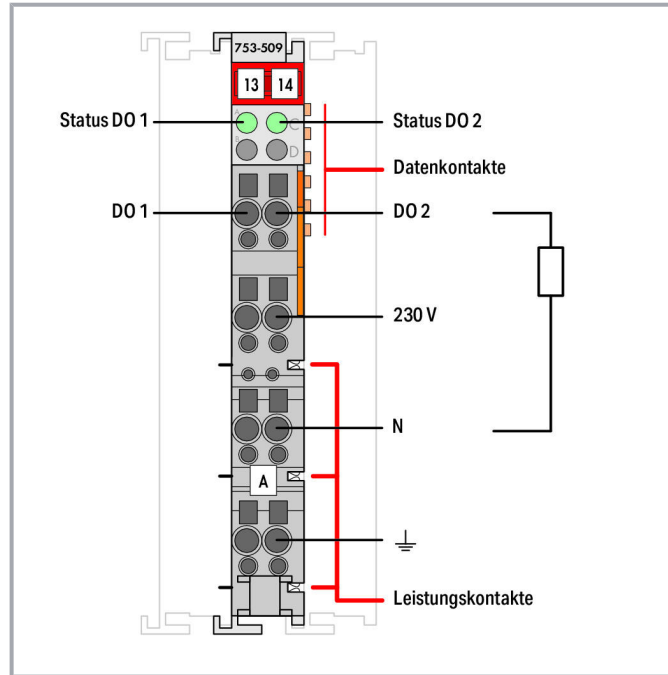 753-509
13 14
Status DO 1
A C
Status DO 2
B D
Datenkontakte
DO 1
DO 2
230 V
N
A
Leistungskontakte